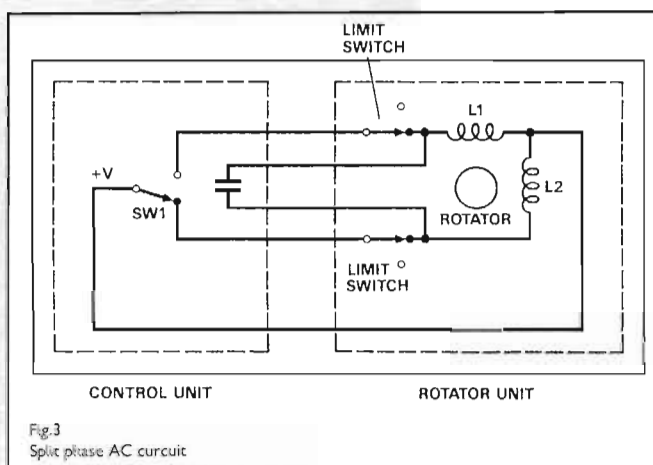 LIMIT
SWITCH
L1
+V
SW1
L2
ROTATOR
LIMIT
SWITCH
CONTROL UNIT
ROTATOR UNIT
Fig.3
Split phase AC curcuit